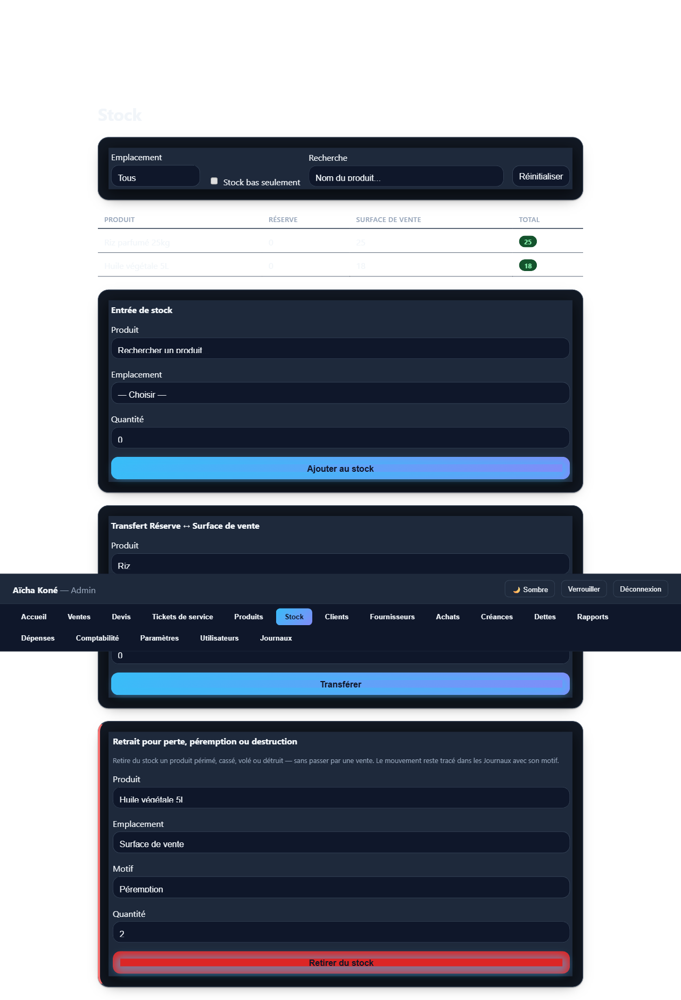 Stock
Emplacement
Tous
Stock bas seulement
Recherche
Nom du produit...
Réinitialiser
PRODUIT RÉSERVE SURFACE DE VENTE TOTAL
Riz parfumé 25kg 0 25 25
Huile végétale 5L 0 18 18
Entrée de stock
Produit
Rechercher un produit
Emplacement
— Choisir —
Quantité
0
Ajouter au stock
Transfert Réserve ↔ Surface de vente
Produit
Riz
Aïcha Koné — Admin
🌙 Sombre Verrouiller Déconnexion
Accueil Ventes Devis Tickets de service Produits Stock Clients Fournisseurs Achats Créances Dettes Rapports
Dépenses Comptabilité Paramètres Utilisateurs Journaux
0
Transférer
Retrait pour perte, péremption ou destruction
Retire du stock un produit périmé, cassé, volé ou détruit — sans passer par une vente. Le mouvement reste tracé dans les Journaux avec son motif.
Produit
Huile végétale 5L
Emplacement
Surface de vente
Motif
Péremption
Quantité
2
Retirer du stock